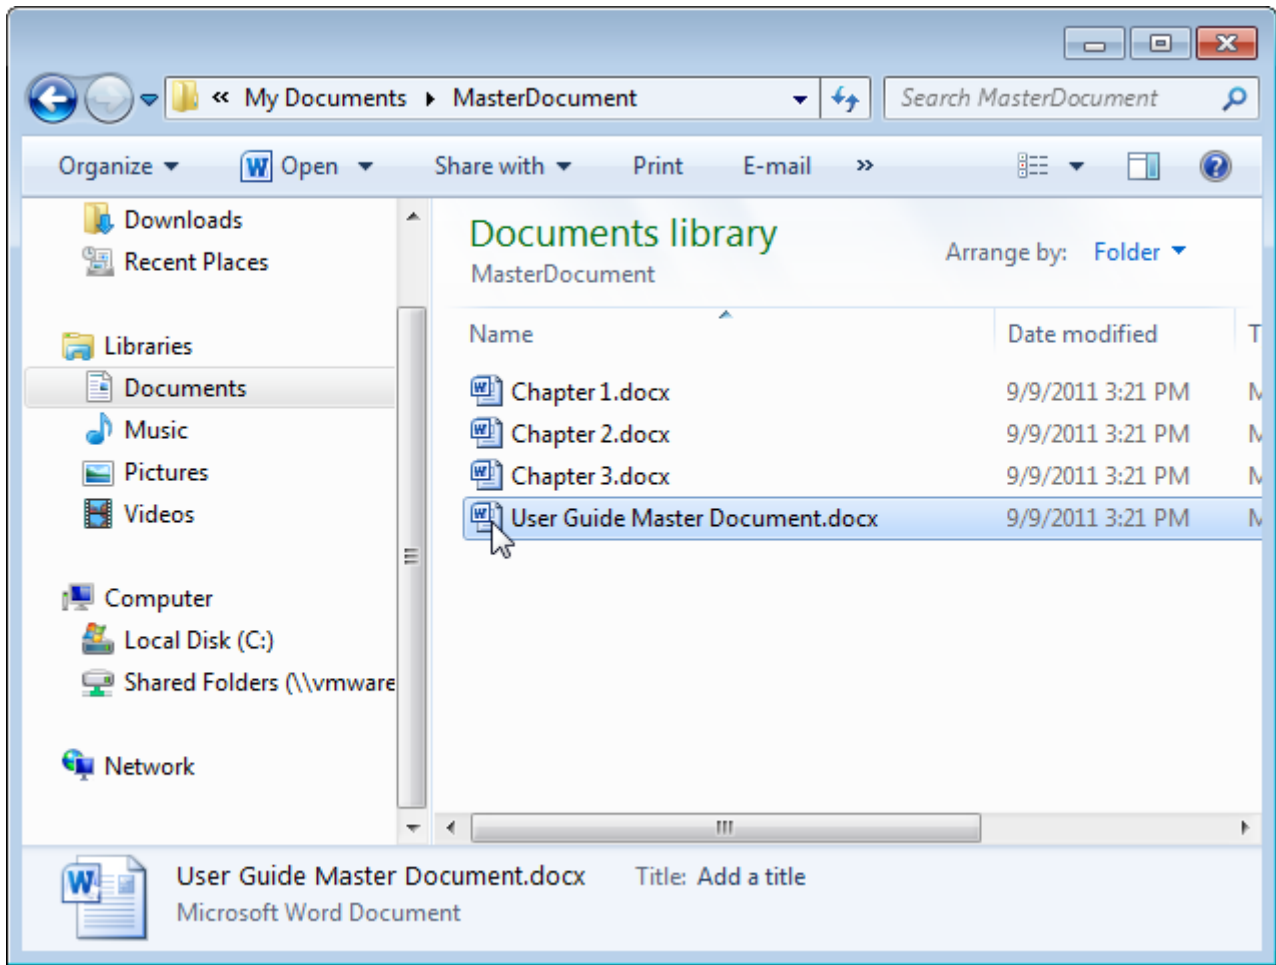 « My Documents MasterDocument Search MasterDocument
Organize Open Share with Print E-mail »
Downloads
Recent Places
Libraries
Documents
Music
Pictures
Videos
Computer
Local Disk (C:)
Shared Folders (\\vmware
Network
Documents library
MasterDocument
Arrange by: Folder
Name Date modified T
Chapter 1.docx 9/9/2011 3:21 PM M
Chapter 2.docx 9/9/2011 3:21 PM M
Chapter 3.docx 9/9/2011 3:21 PM M
User Guide Master Document.docx 9/9/2011 3:21 PM M
User Guide Master Document.docx Title: Add a title
Microsoft Word Document